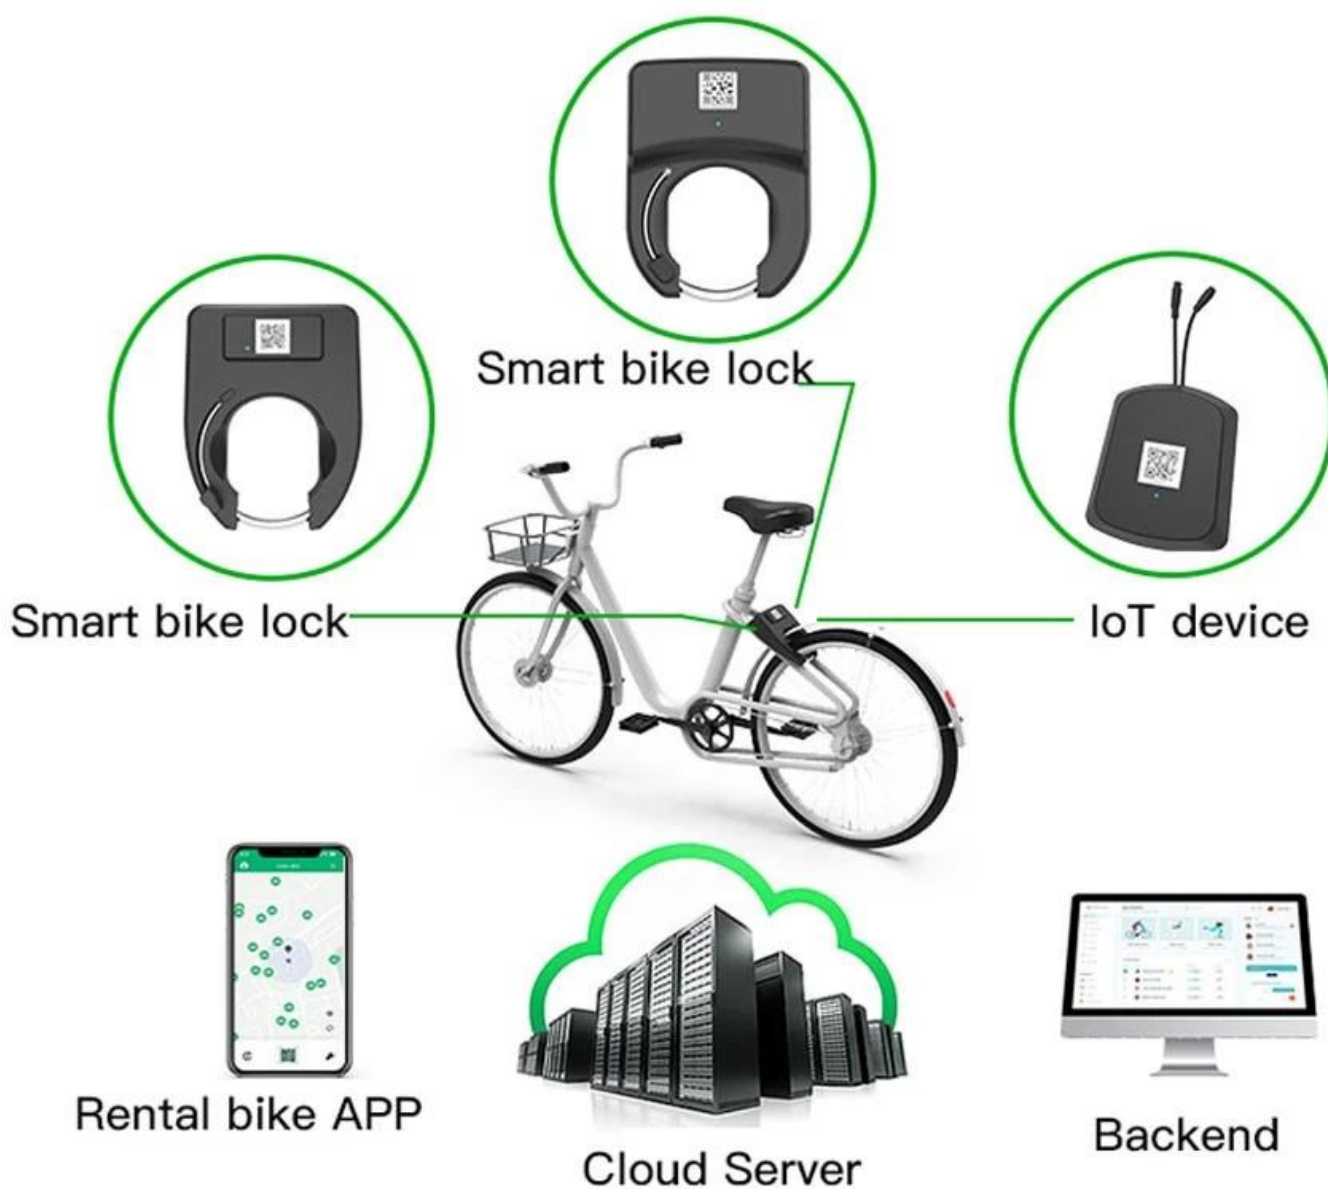 Smart bike lock
Smart bike lock
IoT device
Rental bike APP
Cloud Server
Backend